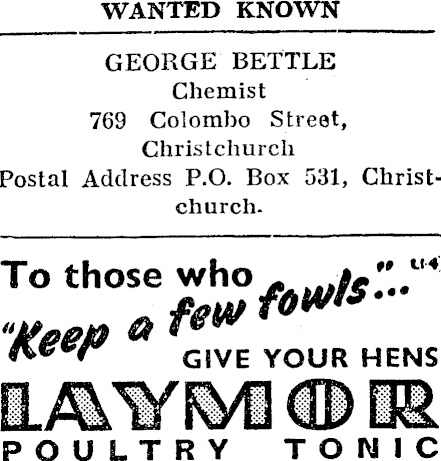 WANTED KNOWN
GEORGE BETTLE
Chemist
769 Colombo Street,
Christchurch
Postal Address P.O. Box 531, Christ-
church.
To those who
"Keep a few fowls"...
GIVE YOUR HENS
LAYMOR
POULTRY TONIC